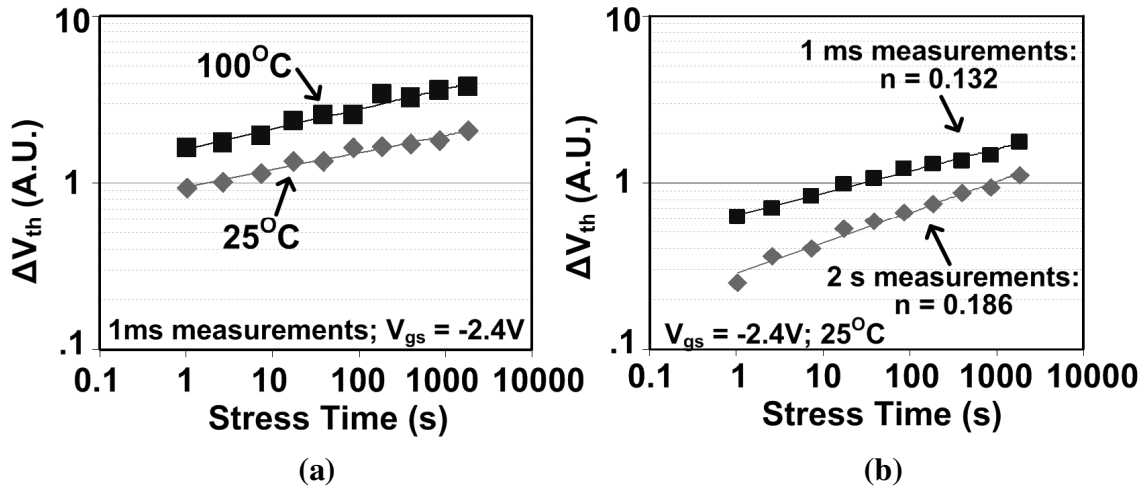 10
1
.1
ΔVth (A.U.)
100°C
25°C
1ms measurements; Vgs = -2.4V
0.1 1 10 100 1000 10000
Stress Time (s)
(a)
10
1
.1
ΔVth (A.U.)
1 ms measurements:
n = 0.132
2 s measurements:
n = 0.186
Vgs = -2.4V; 25°C
0.1 1 10 100 1000 10000
Stress Time (s)
(b)